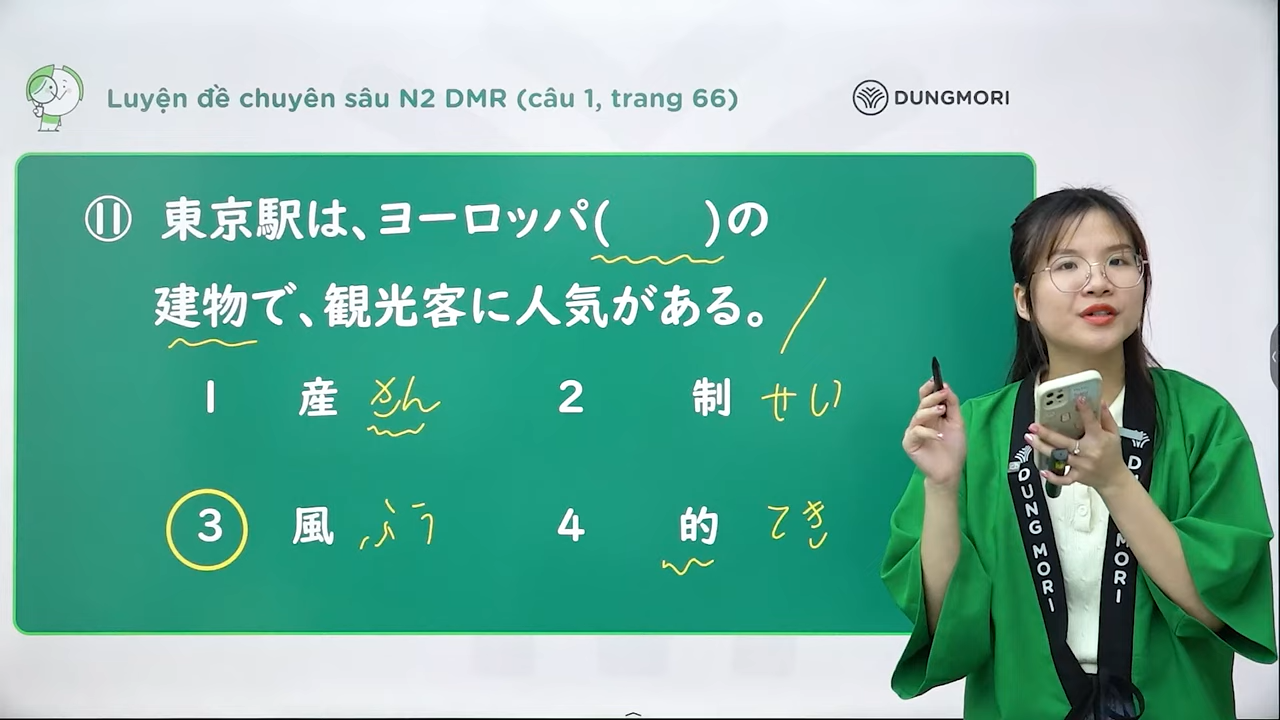 Luyện đề chuyên sâu N2 DMR (câu 1, trang 66)
DUNGMORI
⑪ 東京駅は、ヨーロッパ( )の
建物で、観光客に人気がある。
1 産 さん 2 制 せい
3 風 ふう 4 的 てき
DUNG MORI
DUNG MORI